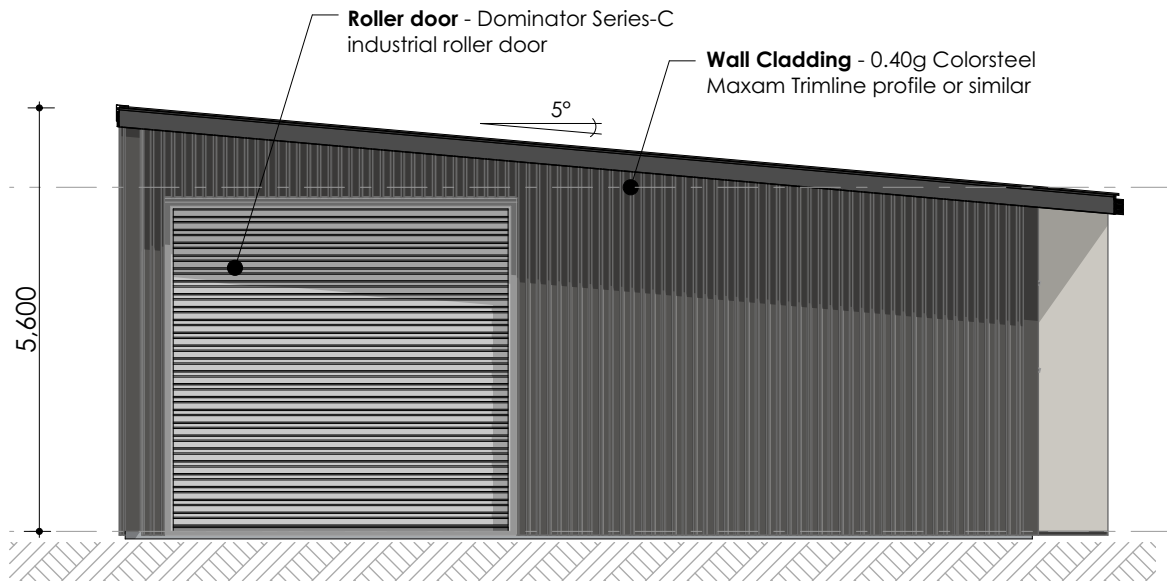 Roller door - Dominator Series-C
industrial roller door
Wall Cladding - 0.40g Colorsteel
Maxam Trimline profile or similar
5°
5,600